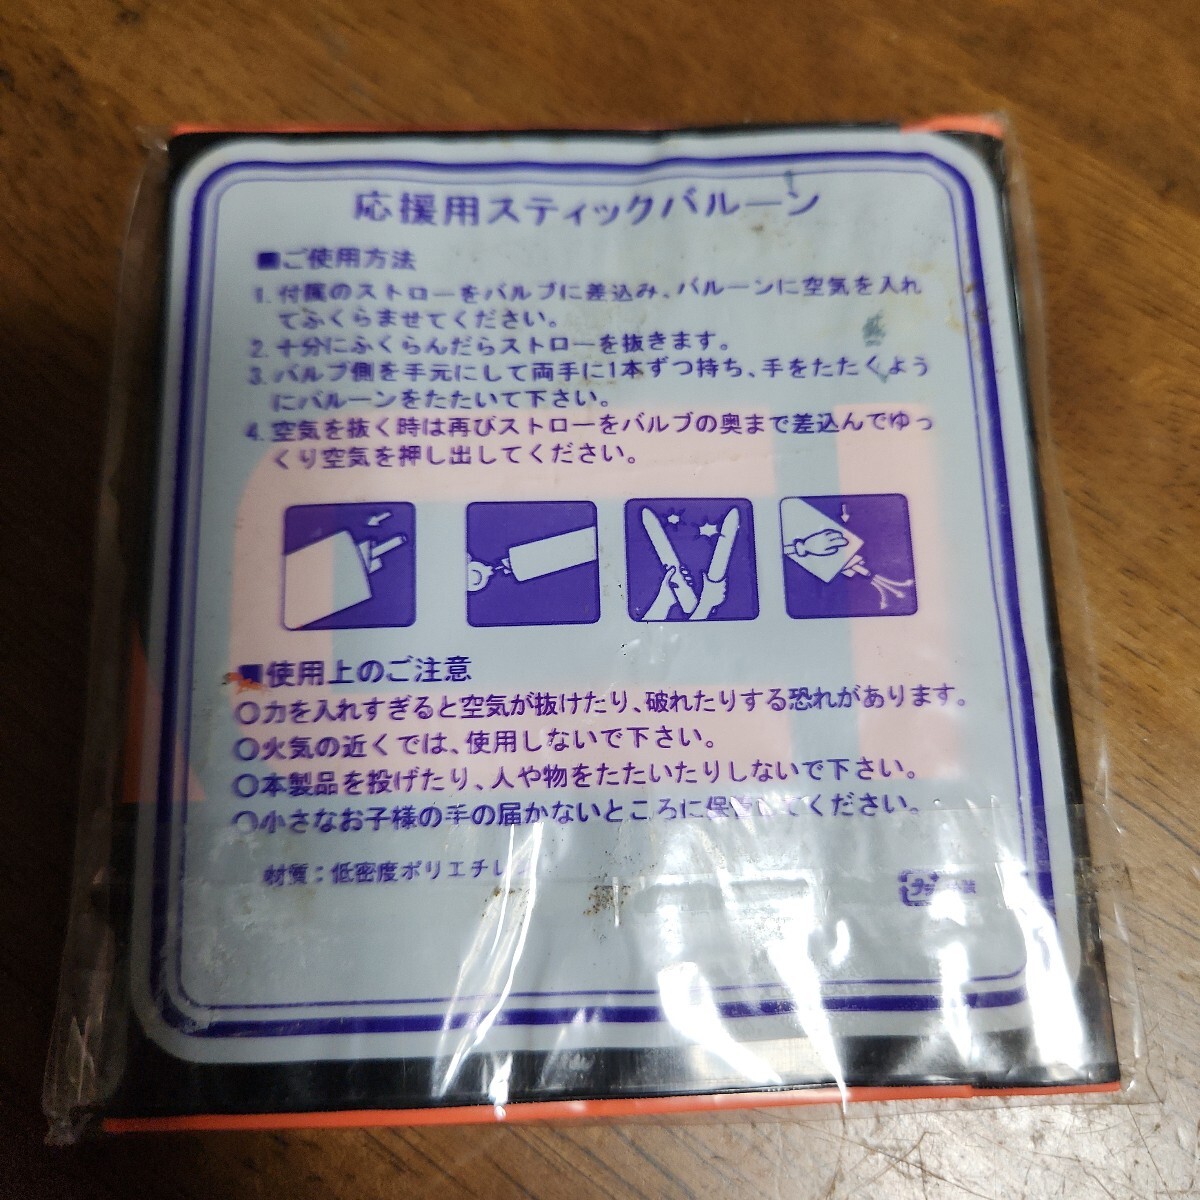 応援用スティックバルーン
■ご使用方法
1. 付属のストローをバルブに差込み、バルーンに空気を入れ
てふくらませてください。
2. 十分にふくらんだらストローを抜きます。
3. バルブ側を手元にして両手に1本ずつ持ち、手をたたくよう
にバルーンをたたいて下さい。
4. 空気を抜く時は再びストローをバルブの奥まで差込んでゆっ
くり空気を押し出してください。
■使用上のご注意
○力を入れすぎると空気が抜けたり、破れたりする恐れがあります。
○火気の近くでは、使用しないで下さい。
○本製品を投げたり、人や物をたたいたりしないで下さい。
○小さなお子様の手の届かないところに保管してください。
材質：低密度ポリエチレン